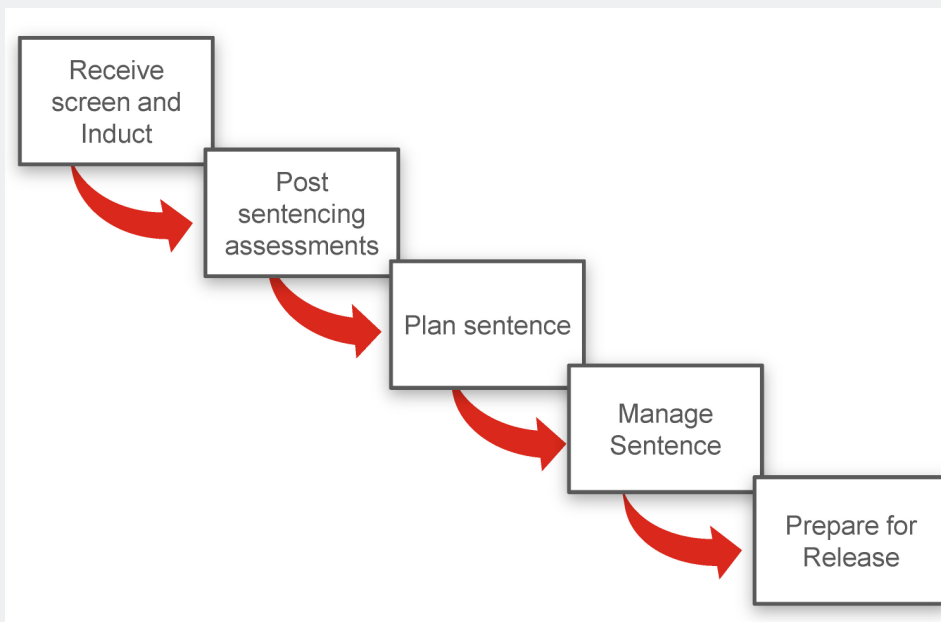 Receive
screen and
Induct
Post
sentencing
assessments
Plan sentence
Manage
Sentence
Prepare for
Release